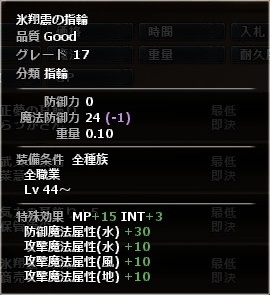 氷翔震の指輪
品質 Good
グレード 17
分類 指輪
防御力 0
魔法防御力 24 (-1)
重量 0.10
装備条件 全種族
全職業
Lv 44～
特殊効果 MP+15 INT+3
防御魔法属性(水) +30
攻撃魔法属性(水) +10
攻撃魔法属性(風) +10
攻撃魔法属性(地) +10
時間
入札
重量
耐久
最低
即決
最低
即決
最低
即決